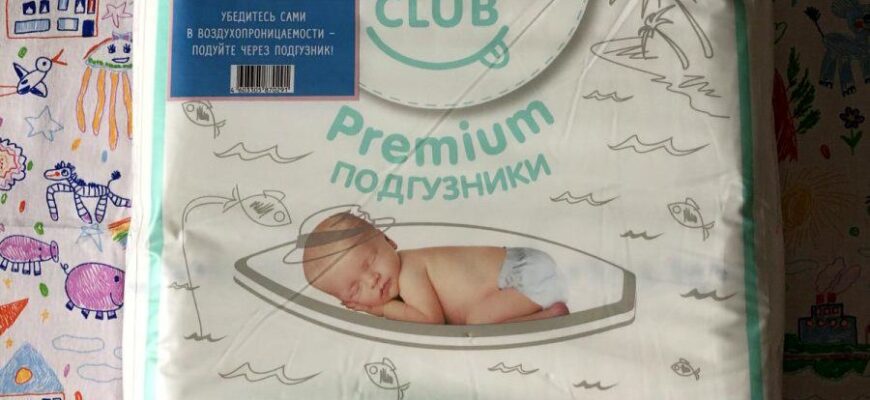 УБЕДИТЕСЬ САМИ
В ВОЗДУХОПРОНИЦАЕМОСТИ –
ПОДУЙТЕ ЧЕРЕЗ ПОДГУЗНИК!
CLUB
Premium
ПОДГУЗНИКИ